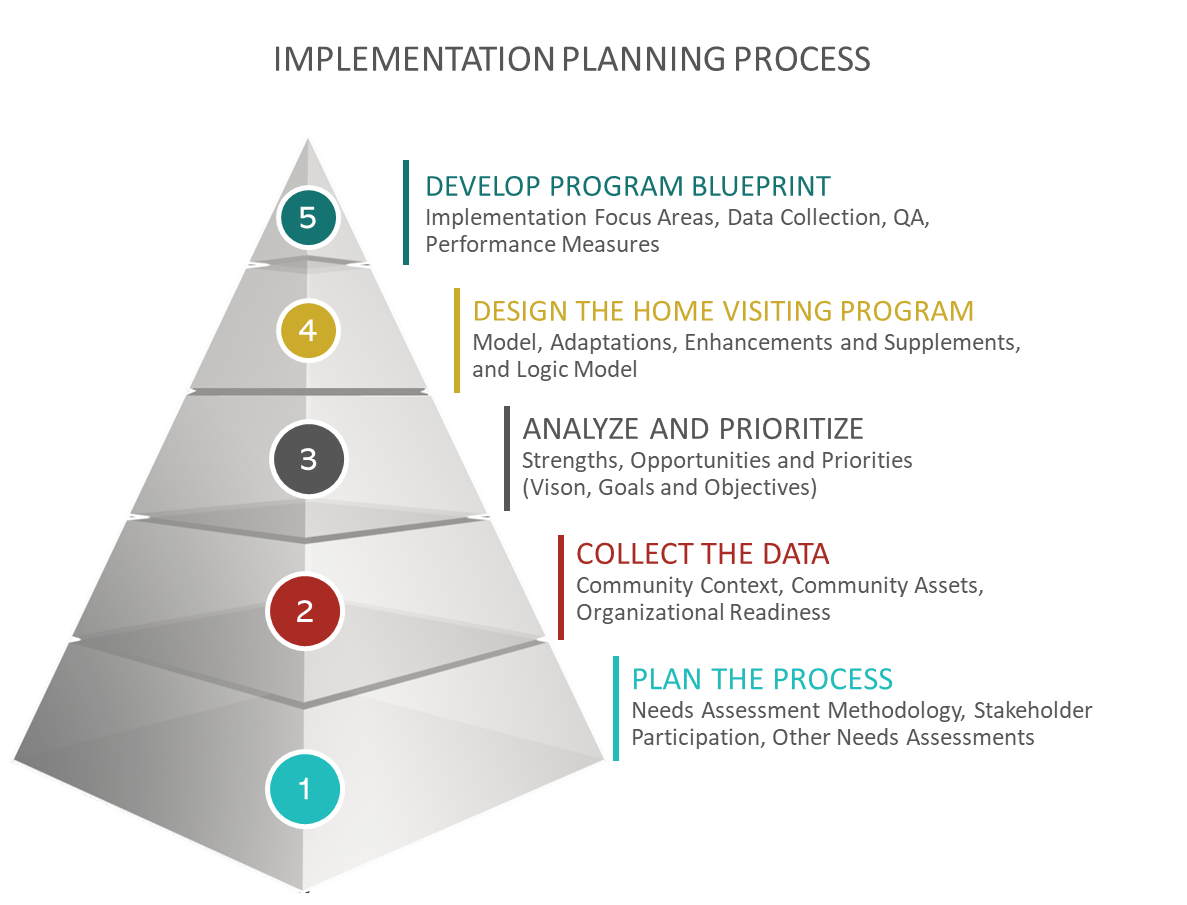 IMPLEMENTATION PLANNING PROCESS
5
DEVELOP PROGRAM BLUEPRINT
Implementation Focus Areas, Data Collection, QA,
Performance Measures
4
DESIGN THE HOME VISITING PROGRAM
Model, Adaptations, Enhancements and Supplements,
and Logic Model
3
ANALYZE AND PRIORITIZE
Strengths, Opportunities and Priorities
(Vison, Goals and Objectives)
2
COLLECT THE DATA
Community Context, Community Assets,
Organizational Readiness
1
PLAN THE PROCESS
Needs Assessment Methodology, Stakeholder
Participation, Other Needs Assessments